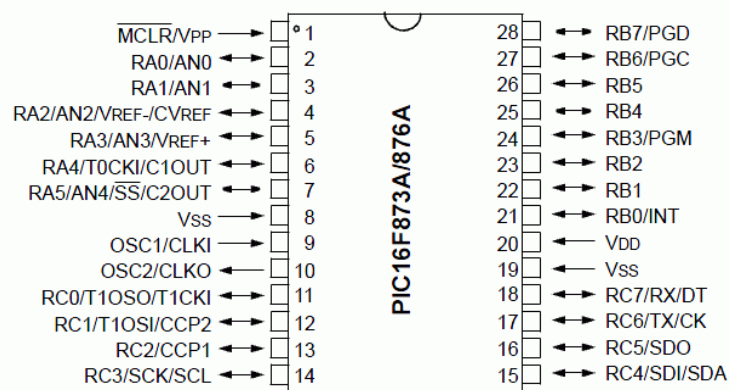 MCLR/VPP 1 28 RB7/PGD
RA0/AN0 2 27 RB6/PGC
RA1/AN1 3 26 RB5
RA2/AN2/VREF-/CVREF 4 25 RB4
RA3/AN3/VREF+ 5 24 RB3/PGM
RA4/T0CKI/C1OUT 6 23 RB2
RA5/AN4/SS/C2OUT 7 22 RB1
VSS 8 21 RB0/INT
OSC1/CLKI 9 20 VDD
OSC2/CLKO 10 19 VSS
RC0/T1OSO/T1CKI 11 18 RC7/RX/DT
RC1/T1OSI/CCP2 12 17 RC6/TX/CK
RC2/CCP1 13 16 RC5/SDO
RC3/SCK/SCL 14 15 RC4/SDI/SDA
PIC16F873A/876A